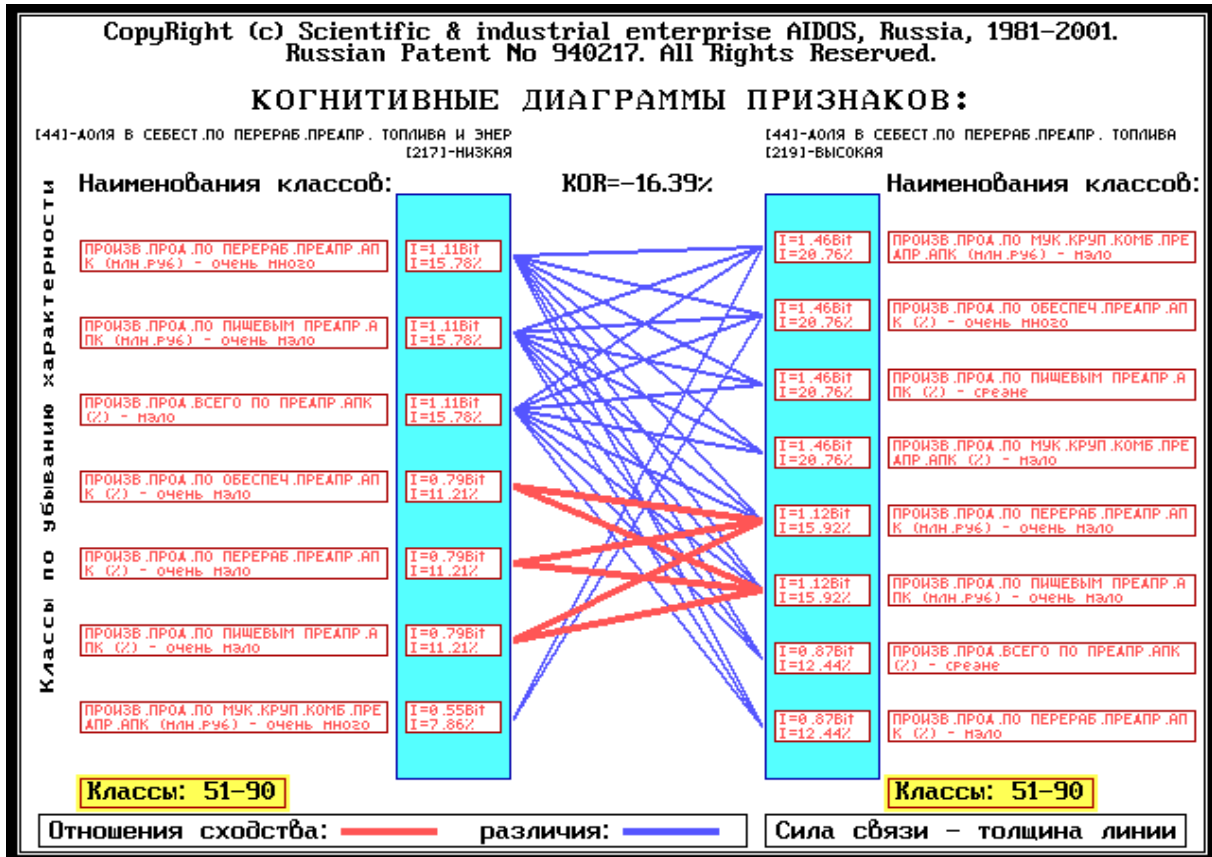 CopyRight (c) Scientific & industrial enterprise AIDOS, Russia, 1981-2001.
Russian Patent No 940217. All Rights Reserved.
КОГНИТИВНЫЕ ДИАГРАММЫ ПРИЗНАКОВ:
[44]-ДОЛЯ В СЕБЕСТ.ПО ПЕРЕРАБ.ПРЕДПР. ТОПЛИВА И ЭНЕР
[217]-НИЗКАЯ
[44]-ДОЛЯ В СЕБЕСТ.ПО ПЕРЕРАБ.ПРЕДПР. ТОПЛИВА
[219]-ВЫСОКАЯ
Наименования классов:
KOR=-16.39%
Наименования классов:
Классы по убыванию характерности
ПРОИЗВ.ПРОД.ПО ПЕРЕРАБ.ПРЕДПР.АП
К (млн.руб) - очень много
I=1.11Bit
I=15.78%
ПРОИЗВ.ПРОД.ПО ПИЩЕВЫМ ПРЕДПР.А
ПК (млн.руб) - очень мало
I=1.11Bit
I=15.78%
ПРОИЗВ.ПРОД.ВСЕГО ПО ПРЕДПР.АПК
(%) - мало
I=1.11Bit
I=15.78%
ПРОИЗВ.ПРОД.ПО ОБЕСПЕЧ.ПРЕДПР.АП
К (%) - очень мало
I=0.79Bit
I=11.21%
ПРОИЗВ.ПРОД.ПО ПЕРЕРАБ.ПРЕДПР.АП
К (%) - очень мало
I=0.79Bit
I=11.21%
ПРОИЗВ.ПРОД.ПО ПИЩЕВЫМ ПРЕДПР.А
ПК (%) - очень мало
I=0.79Bit
I=11.21%
ПРОИЗВ.ПРОД.ПО МУК.КРУП.КОМБ.ПРЕ
ДПР.АПК (млн.руб) - очень много
I=0.55Bit
I=7.86%
I=1.46Bit
I=20.76%
ПРОИЗВ.ПРОД.ПО МУК.КРУП.КОМБ.ПРЕ
ДПР.АПК (млн.руб) - мало
I=1.46Bit
I=20.76%
ПРОИЗВ.ПРОД.ПО ОБЕСПЕЧ.ПРЕДПР.АП
К (%) - очень много
I=1.46Bit
I=20.76%
ПРОИЗВ.ПРОД.ПО ПИЩЕВЫМ ПРЕДПР.А
ПК (%) - средне
I=1.46Bit
I=20.76%
ПРОИЗВ.ПРОД.ПО МУК.КРУП.КОМБ.ПРЕ
ДПР.АПК (%) - мало
I=1.12Bit
I=15.92%
ПРОИЗВ.ПРОД.ПО ПЕРЕРАБ.ПРЕДПР.АП
К (млн.руб) - очень мало
I=1.12Bit
I=15.92%
ПРОИЗВ.ПРОД.ПО ПИЩЕВЫМ ПРЕДПР.А
ПК (млн.руб) - очень мало
I=0.87Bit
I=12.44%
ПРОИЗВ.ПРОД.ВСЕГО ПО ПРЕДПР.АПК
(%) - средне
I=0.87Bit
I=12.44%
ПРОИЗВ.ПРОД.ПО ПЕРЕРАБ.ПРЕДПР.АП
К (%) - мало
Классы: 51-90
Классы: 51-90
Отношения сходства:
различия:
Сила связи - толщина линии